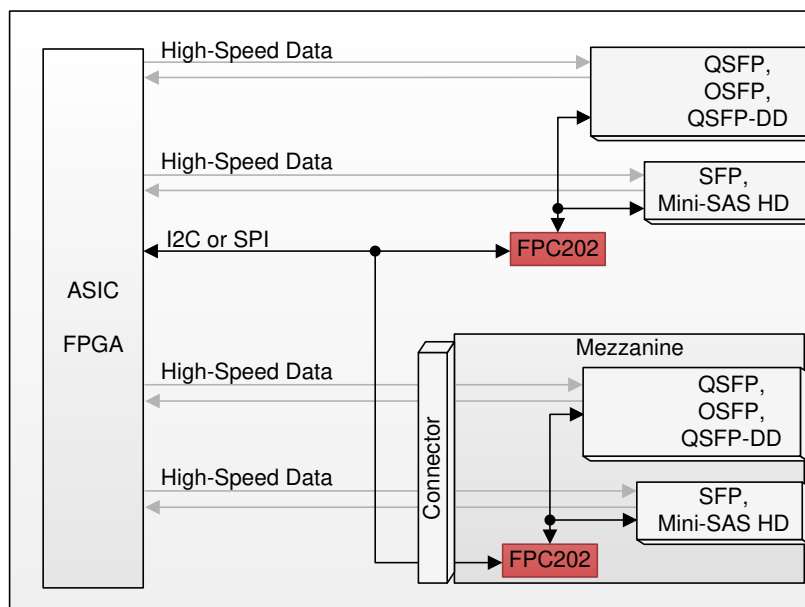 High-Speed Data
QSFP,
OSFP,
QSFP-DD
High-Speed Data
SFP,
Mini-SAS HD
I2C or SPI
FPC202
ASIC
FPGA
Mezzanine
High-Speed Data
QSFP,
OSFP,
QSFP-DD
Connector
High-Speed Data
SFP,
Mini-SAS HD
FPC202